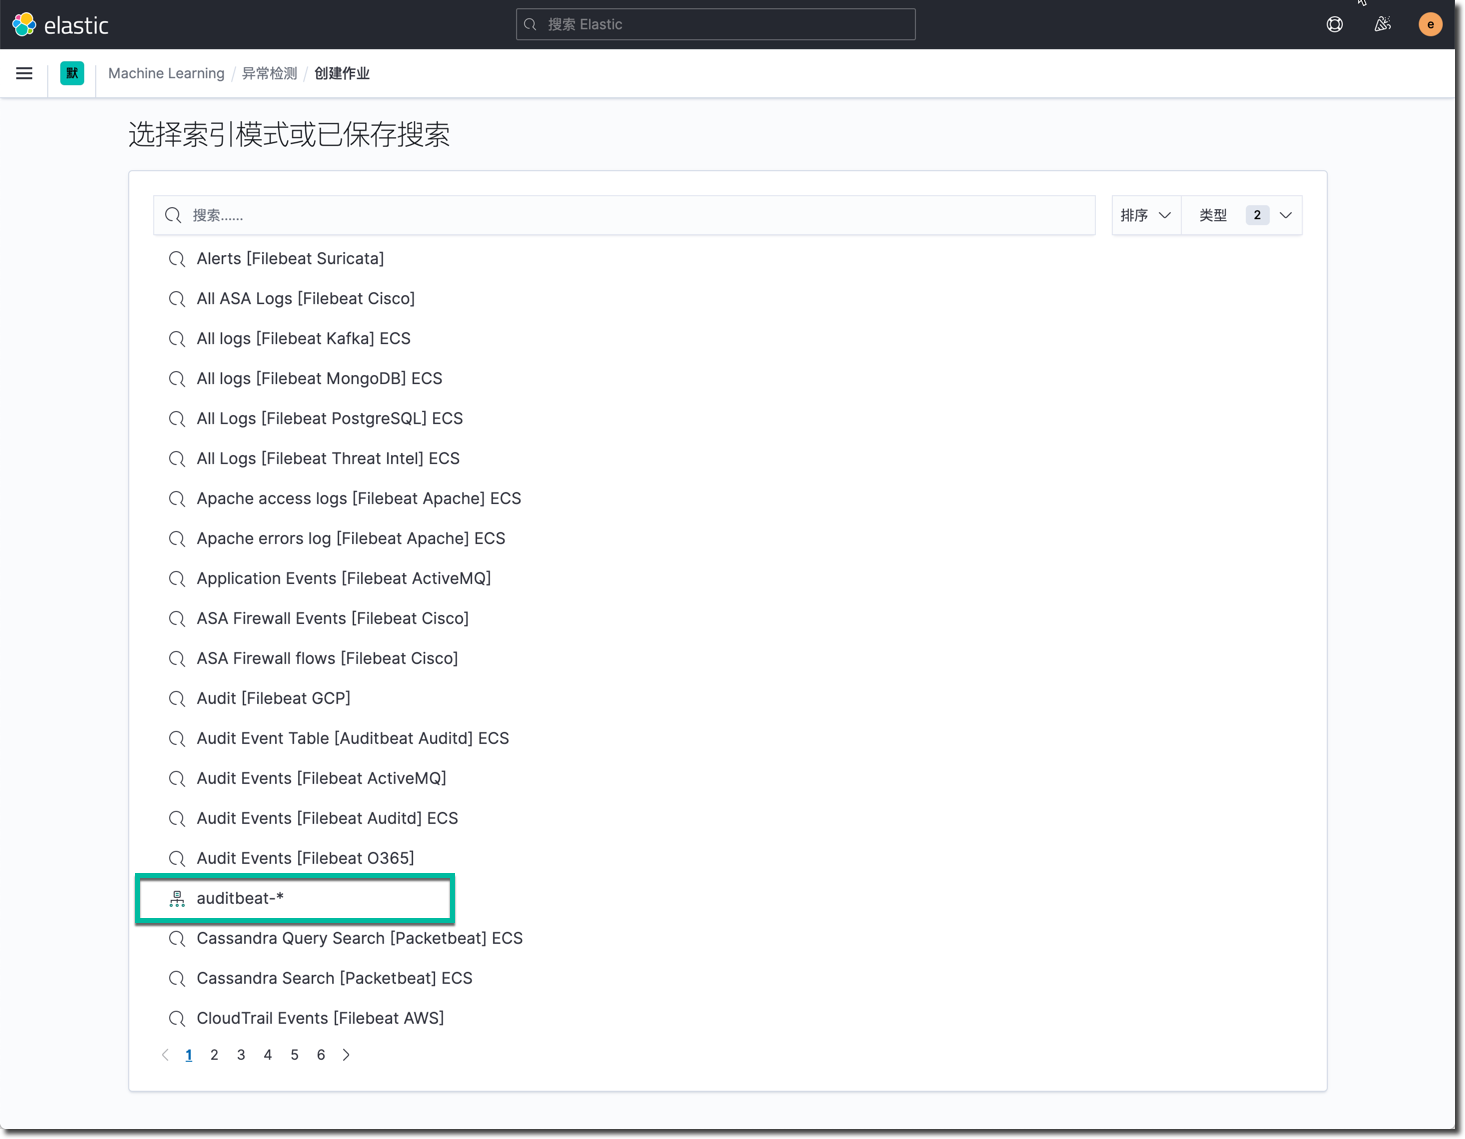 elastic
搜索 Elastic
e
默
Machine Learning / 异常检测 / 创建作业
选择索引模式或已保存搜索
搜索......
排序
类型 2
Alerts [Filebeat Suricata]
All ASA Logs [Filebeat Cisco]
All logs [Filebeat Kafka] ECS
All logs [Filebeat MongoDB] ECS
All Logs [Filebeat PostgreSQL] ECS
All Logs [Filebeat Threat Intel] ECS
Apache access logs [Filebeat Apache] ECS
Apache errors log [Filebeat Apache] ECS
Application Events [Filebeat ActiveMQ]
ASA Firewall Events [Filebeat Cisco]
ASA Firewall flows [Filebeat Cisco]
Audit [Filebeat GCP]
Audit Event Table [Auditbeat Auditd] ECS
Audit Events [Filebeat ActiveMQ]
Audit Events [Filebeat Auditd] ECS
Audit Events [Filebeat O365]
auditbeat-*
Cassandra Query Search [Packetbeat] ECS
Cassandra Search [Packetbeat] ECS
CloudTrail Events [Filebeat AWS]
1 2 3 4 5 6